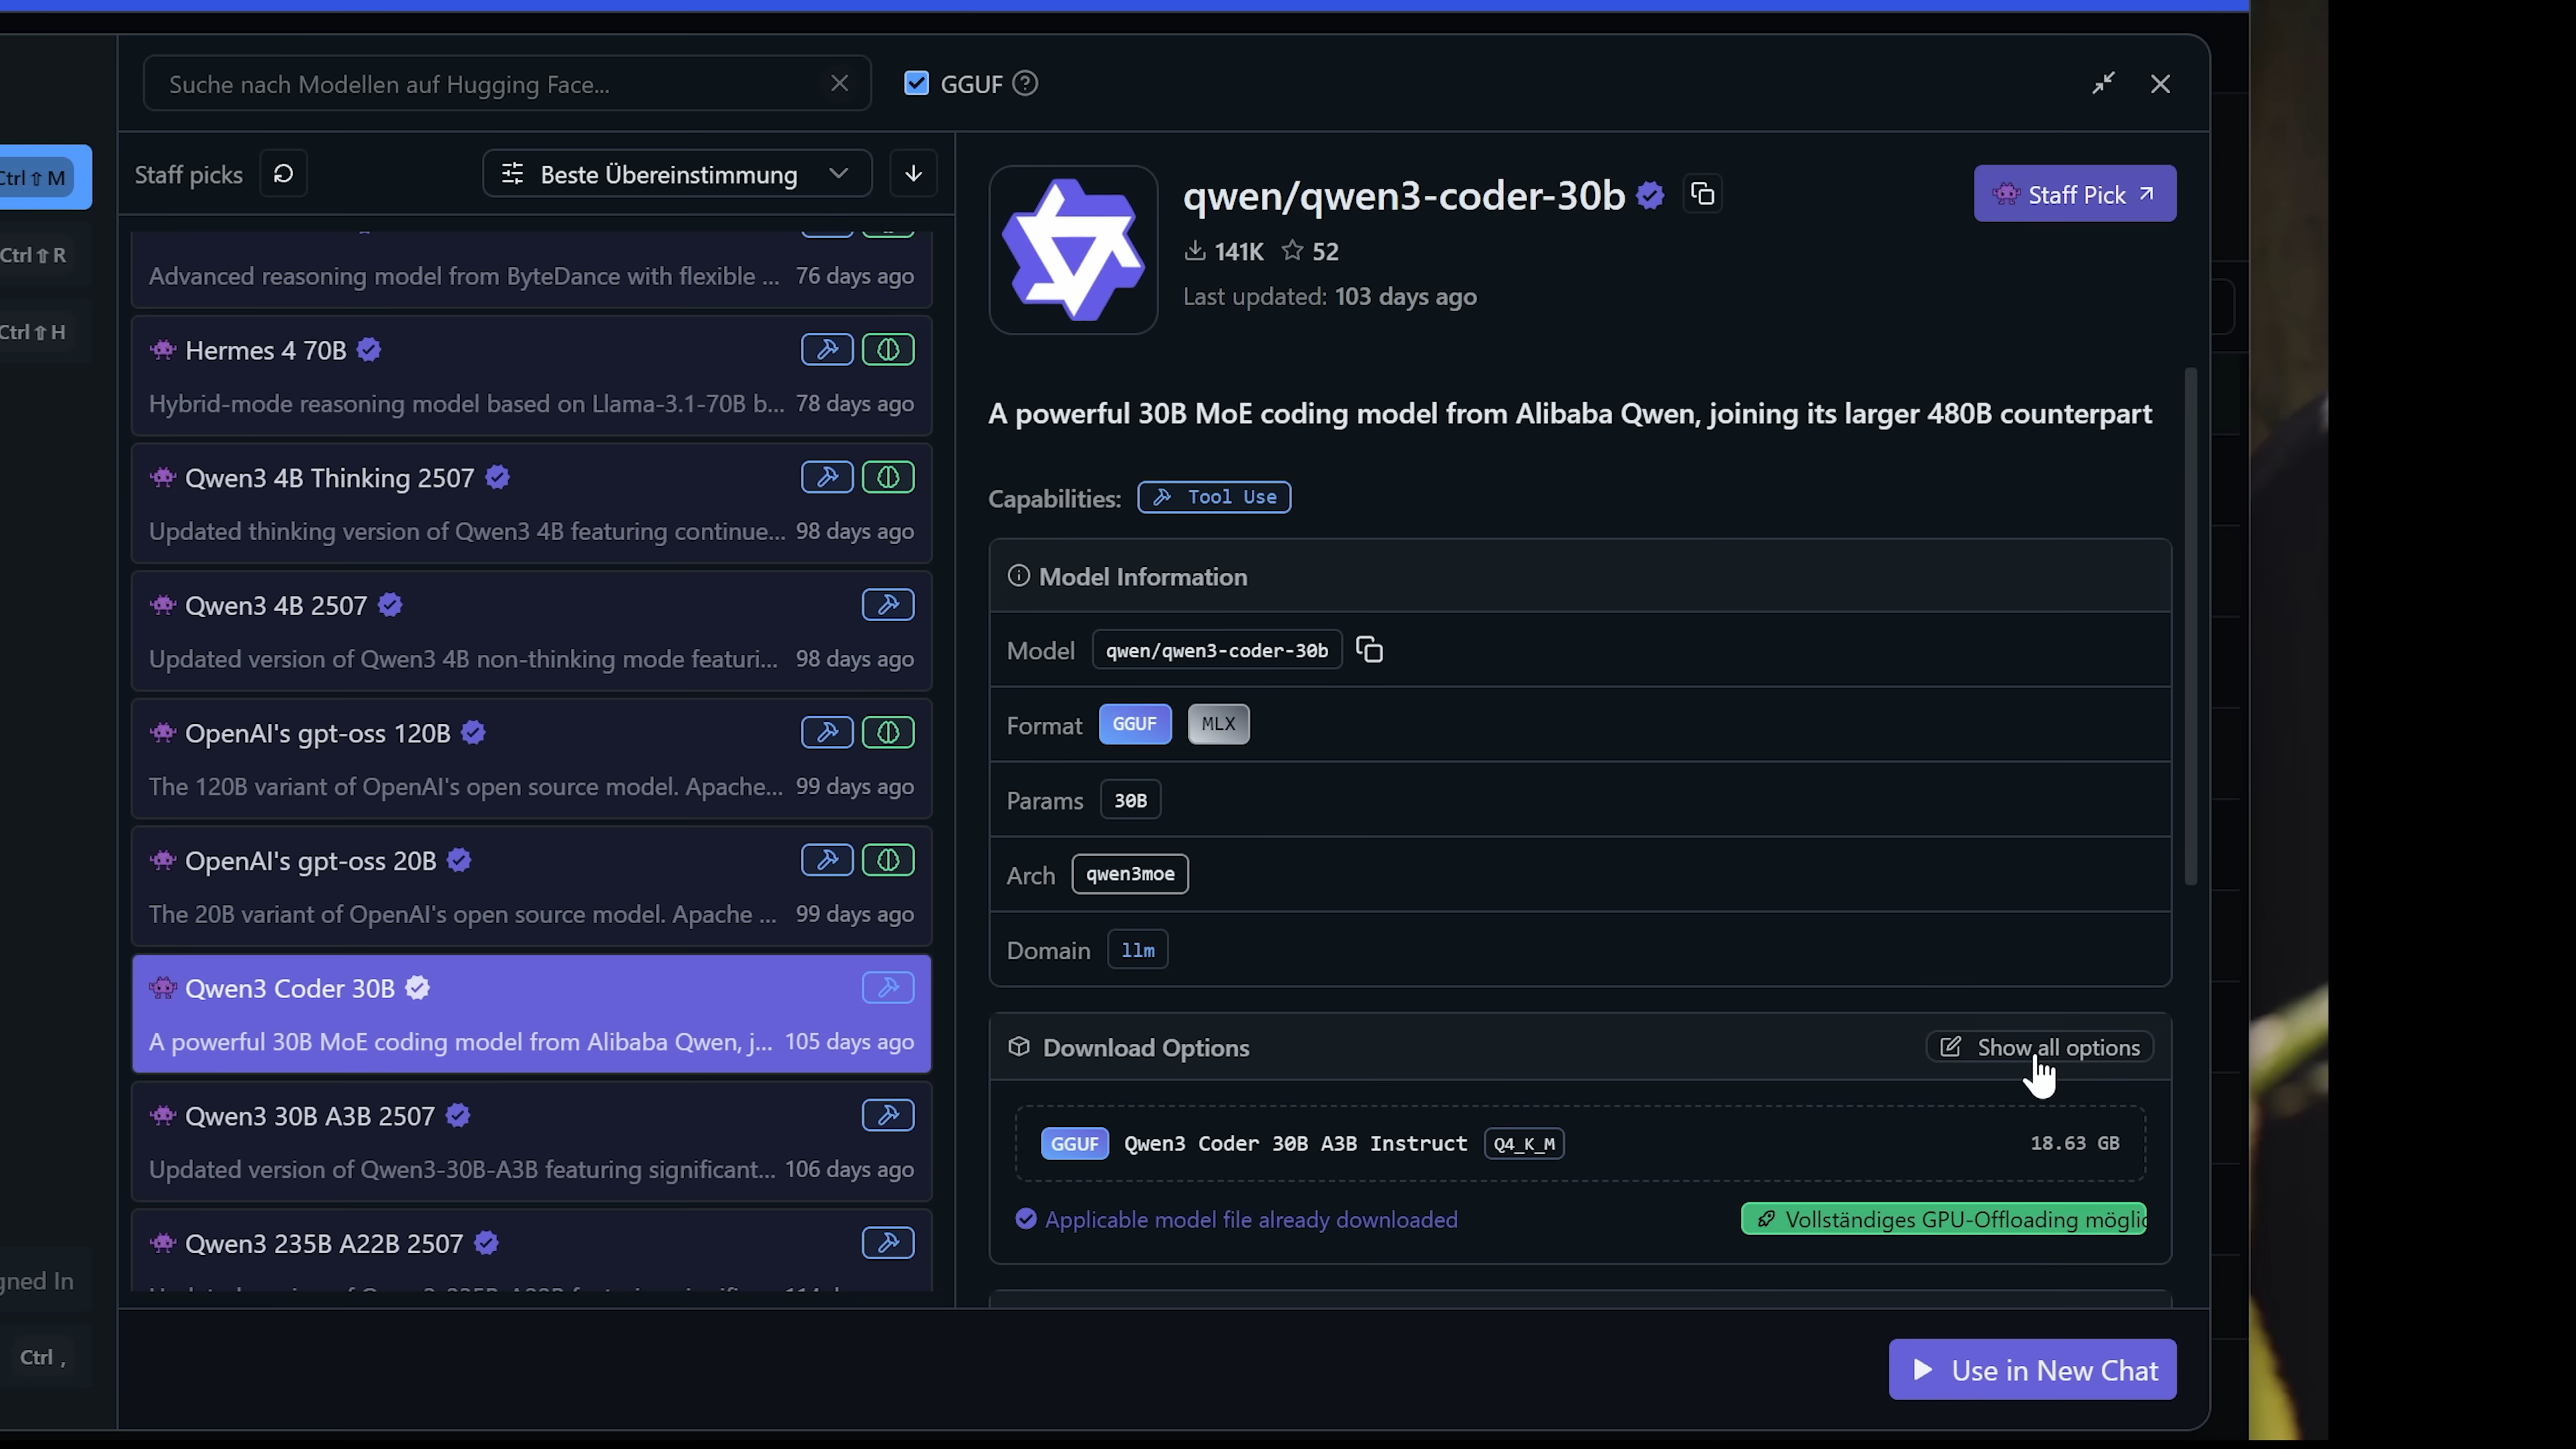 Suche nach Modellen auf Hugging Face...
GGUF
Ctrl ⇧ M
Ctrl ⇧ R
Ctrl ⇧ H
gned In
Ctrl ,
Staff picks
Beste Übereinstimmung
Advanced reasoning model from ByteDance with flexible ... 76 days ago
Hermes 4 70B
Hybrid-mode reasoning model based on Llama-3.1-70B b... 78 days ago
Qwen3 4B Thinking 2507
Updated thinking version of Qwen3 4B featuring continue... 98 days ago
Qwen3 4B 2507
Updated version of Qwen3 4B non-thinking mode featuri... 98 days ago
OpenAI's gpt-oss 120B
The 120B variant of OpenAI's open source model. Apache... 99 days ago
OpenAI's gpt-oss 20B
The 20B variant of OpenAI's open source model. Apache ... 99 days ago
Qwen3 Coder 30B
A powerful 30B MoE coding model from Alibaba Qwen, j... 105 days ago
Qwen3 30B A3B 2507
Updated version of Qwen3-30B-A3B featuring significant... 106 days ago
Qwen3 235B A22B 2507
qwen/qwen3-coder-30b
Staff Pick
141K 52
Last updated: 103 days ago
A powerful 30B MoE coding model from Alibaba Qwen, joining its larger 480B counterpart
Capabilities: Tool Use
Model Information
Model qwen/qwen3-coder-30b
Format GGUF MLX
Params 30B
Arch qwen3moe
Domain llm
Download Options
Show all options
GGUF Qwen3 Coder 30B A3B Instruct Q4_K_M 18.63 GB
Applicable model file already downloaded
Vollständiges GPU-Offloading möglic
Use in New Chat